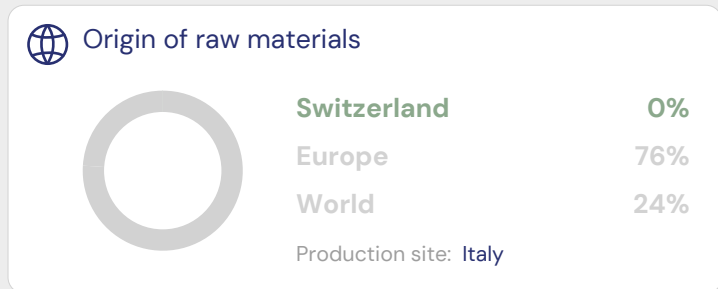 Origin of raw materials
Switzerland 0%
Europe 76%
World 24%
Production site: Italy